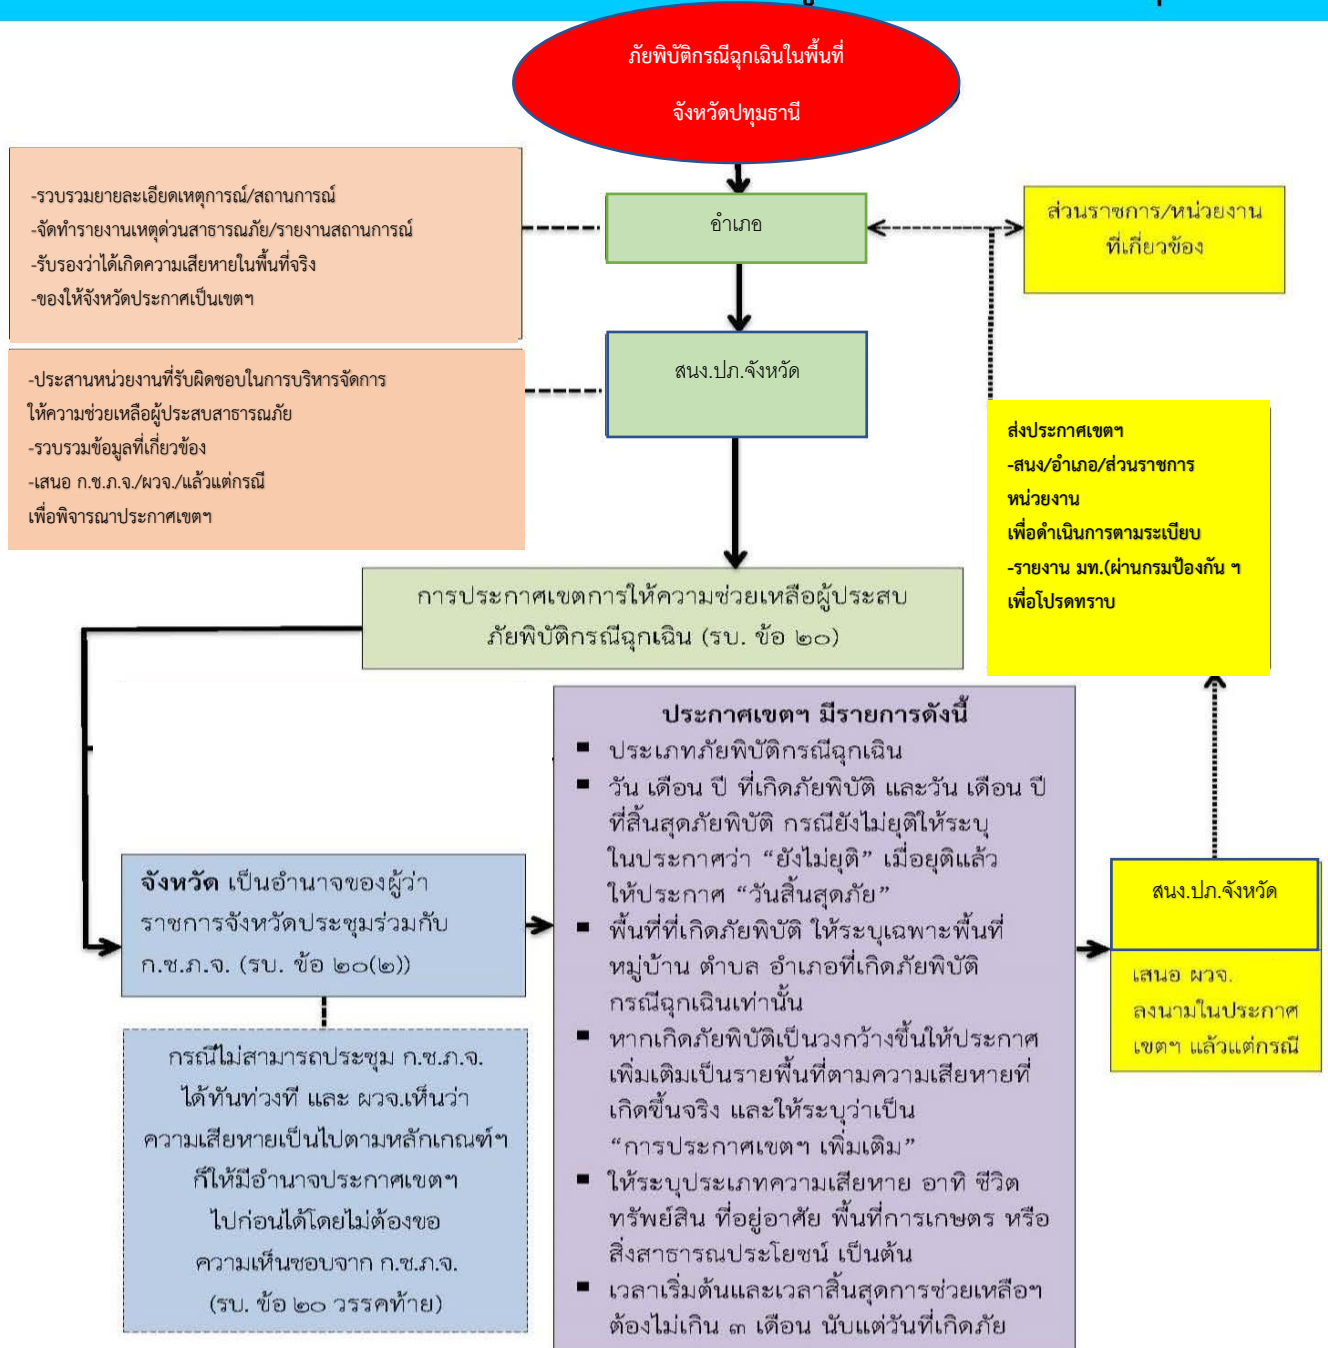 ภัยพิบัติกรณีฉุกเฉินในพื้นที่
จังหวัดปทุมธานี
-รวบรวมยายละเอียดเหตุการณ์/สถานการณ์
-จัดทำรายงานเหตุด่วนสาธารณภัย/รายงานสถานการณ์
-รับรองว่าได้เกิดความเสียหายในพื้นที่จริง
-ของให้จังหวัดประกาศเป็นเขตฯ
อำเภอ
ส่วนราชการ/หน่วยงาน
ที่เกี่ยวข้อง
-ประสานหน่วยงานที่รับผิดชอบในการบริหารจัดการ
ให้ความช่วยเหลือผู้ประสบสาธารณภัย
-รวบรวมข้อมูลที่เกี่ยวข้อง
-เสนอ ก.ช.ภ.จ./ผวจ./แล้วแต่กรณี
เพื่อพิจารณาประกาศเขตฯ
สนง.ปภ.จังหวัด
ส่งประกาศเขตฯ
-สนง/อำเภอ/ส่วนราชการ
หน่วยงาน
เพื่อดำเนินการตามระเบียบ
-รายงาน มท.(ผ่านกรมป้องกัน ฯ
เพื่อโปรดทราบ
การประกาศเขตการให้ความช่วยเหลือผู้ประสบ
ภัยพิบัติกรณีฉุกเฉิน (รบ. ข้อ ๒๐)
จังหวัด เป็นอำนาจของผู้ว่า
ราชการจังหวัดประชุมร่วมกับ
ก.ช.ภ.จ. (รบ. ข้อ ๒๐(๒))
กรณีไม่สามารถประชุม ก.ช.ภ.จ.
ได้ทันท่วงที และ ผวจ.เห็นว่า
ความเสียหายเป็นไปตามหลักเกณฑ์ฯ
ก็ให้มีอำนาจประกาศเขตฯ
ไปก่อนได้โดยไม่ต้องขอ
ความเห็นชอบจาก ก.ช.ภ.จ.
(รบ. ข้อ ๒๐ วรรคท้าย)
ประกาศเขตฯ มีรายการดังนี้
▪ ประเภทภัยพิบัติกรณีฉุกเฉิน
▪ วัน เดือน ปี ที่เกิดภัยพิบัติ และวัน เดือน ปี
ที่สิ้นสุดภัยพิบัติ กรณียังไม่ยุติให้ระบุ
ในประกาศว่า “ยังไม่ยุติ” เมื่อยุติแล้ว
ให้ประกาศ “วันสิ้นสุดภัย”
▪ พื้นที่ที่เกิดภัยพิบัติ ให้ระบุเฉพาะพื้นที่
หมู่บ้าน ตำบล อำเภอที่เกิดภัยพิบัติ
กรณีฉุกเฉินเท่านั้น
▪ หากเกิดภัยพิบัติเป็นวงกว้างขึ้นให้ประกาศ
เพิ่มเติมเป็นรายพื้นที่ตามความเสียหายที่
เกิดขึ้นจริง และให้ระบุว่าเป็น
“การประกาศเขตฯ เพิ่มเติม”
▪ ให้ระบุประเภทความเสียหาย อาทิ ชีวิต
ทรัพย์สิน ที่อยู่อาศัย พื้นที่การเกษตร หรือ
สิ่งสาธารณประโยชน์ เป็นต้น
▪ เวลาเริ่มต้นและเวลาสิ้นสุดการช่วยเหลือฯ
ต้องไม่เกิน ๓ เดือน นับแต่วันที่เกิดภัย
สนง.ปภ.จังหวัด
เสนอ ผวจ.
ลงนามในประกาศ
เขตฯ แล้วแต่กรณี